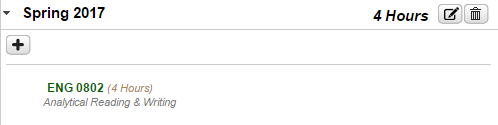 Spring 2017
4 Hours
ENG 0802 (4 Hours)
Analytical Reading & Writing